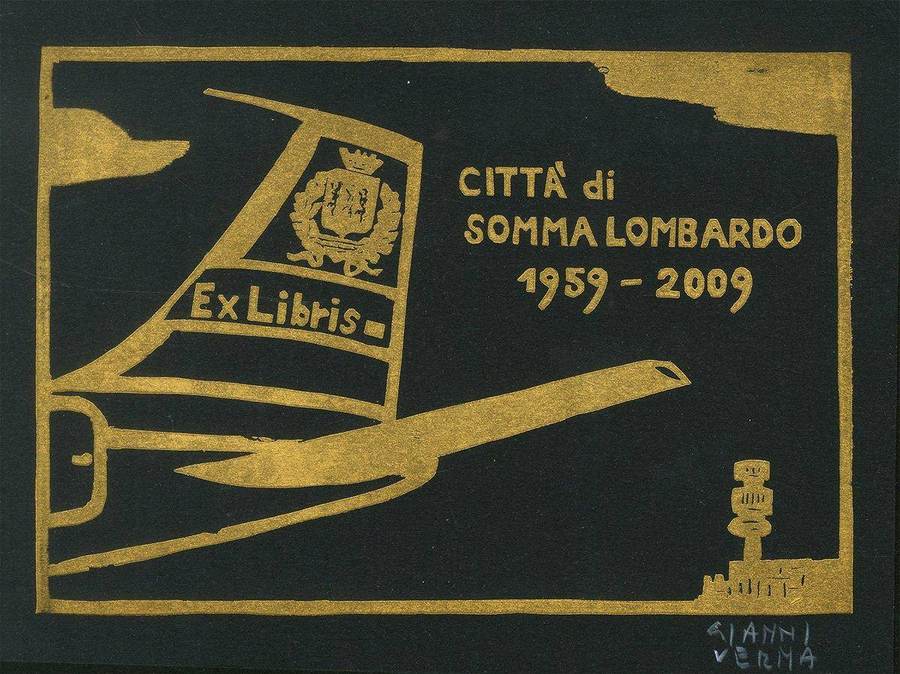 CITTÀ di
SOMMA LOMBARDO
1959 - 2009
Ex Libris
GIANNI
VERMA